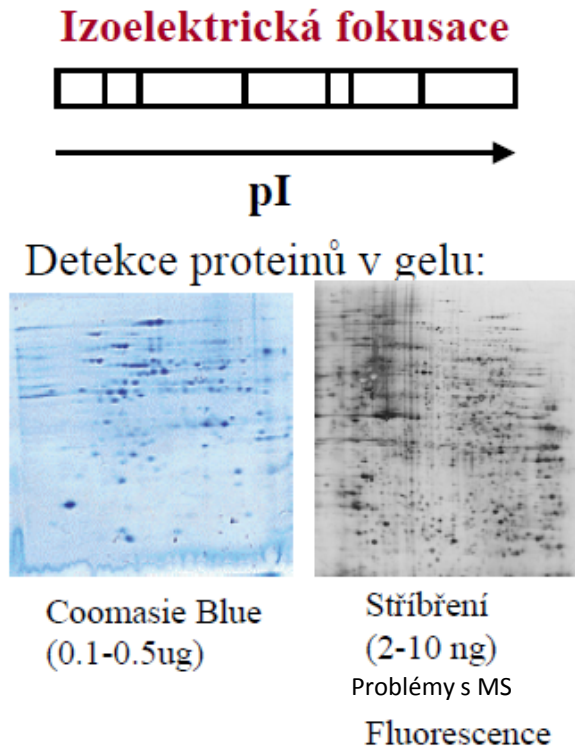 Izoelektrická fokusace
pI
Detekce proteinů v gelu:
Coomasie Blue
(0.1-0.5ug)
Stříbření
(2-10 ng)
Problémy s MS
Fluorescence